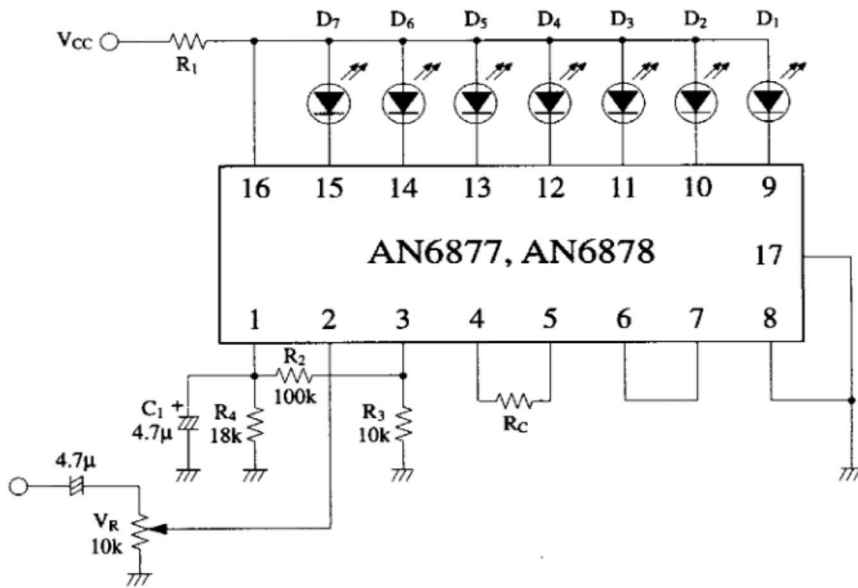 D7 D6 D5 D4 D3 D2 D1
VCC
R1
16 15 14 13 12 11 10 9
AN6877, AN6878
17
1 2 3 4 5 6 7 8
R2
100k
C1 +
4.7μ
R4
18k
R3
10k
RC
4.7μ
VR
10k